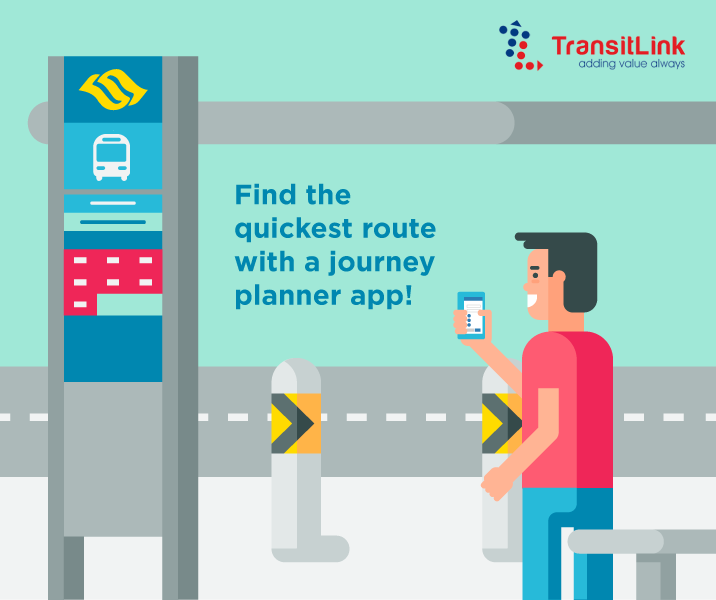 TransitLink
adding value always
Find the
quickest route
with a journey
planner app!